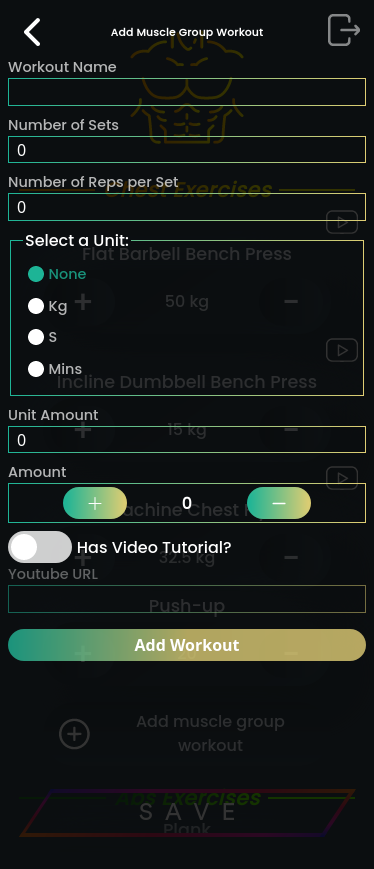 Add Muscle Group Workout
Workout Name
Number of Sets
0
Number of Reps per Set
Chest Exercises
0
Select a Unit:
Flat Barbell Bench Press
None
Kg
50 kg
S
Mins
Incline Dumbbell Bench Press
Unit Amount
15 kg
0
Amount
0
achine Chest
Has Video Tutorial?
32.5 kg
Youtube URL
Push-up
Add Workout
Add muscle group
workout
Abs Exercises
SAVE
Plank